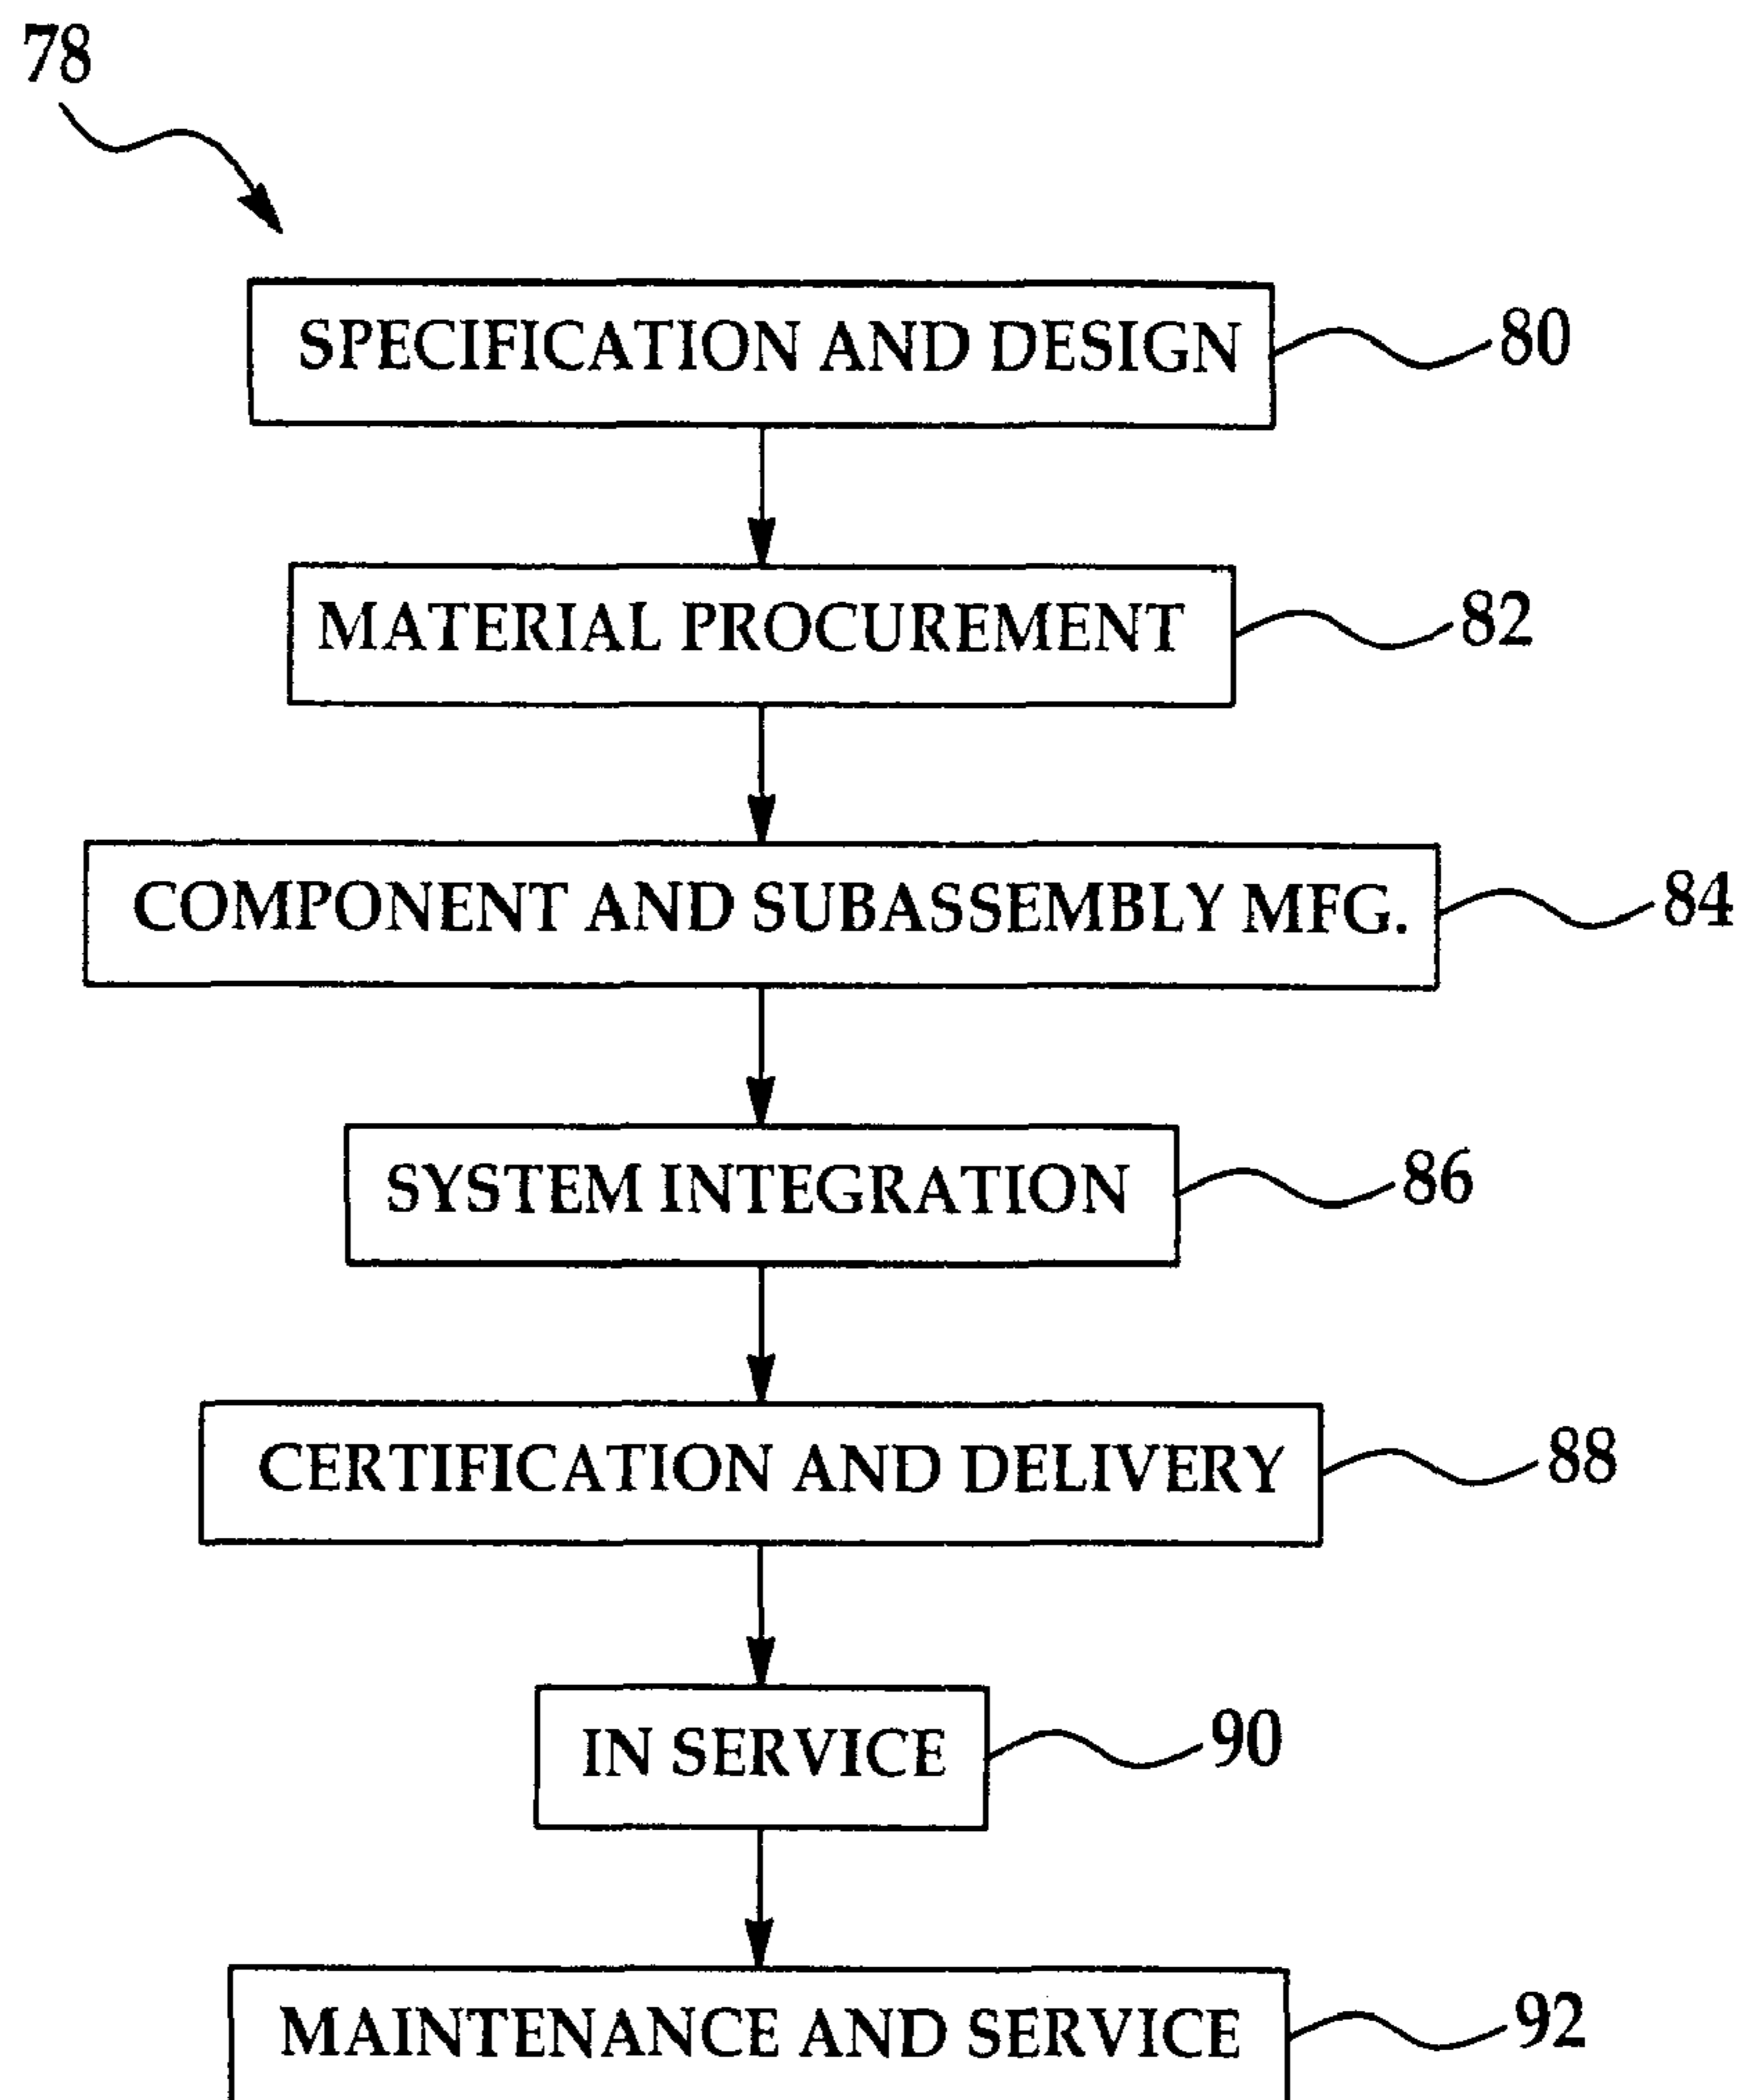 78
SPECIFICATION AND DESIGN 80
MATERIAL PROCUREMENT 82
COMPONENT AND SUBASSEMBLY MFG. 84
SYSTEM INTEGRATION 86
CERTIFICATION AND DELIVERY 88
IN SERVICE 90
MAINTENANCE AND SERVICE 92